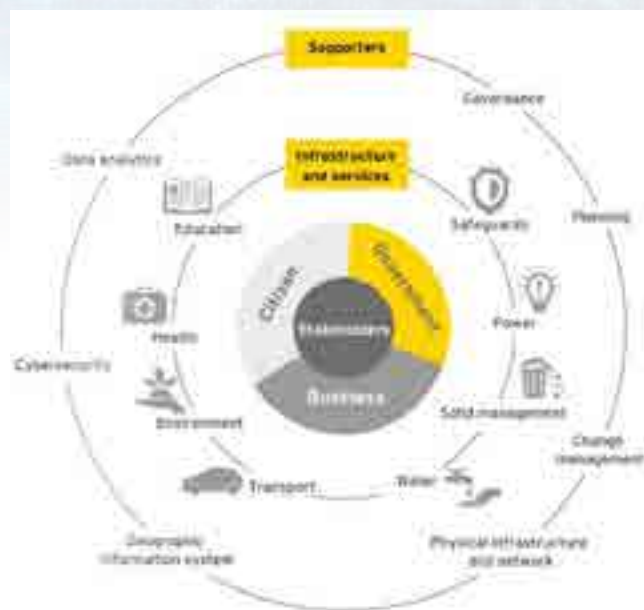 Supporters
Governance
Data analytics
Infrastructure
and services
Education
Safeguards
Planning
Citizen
Government
Health
Stakeholders
Power
Cybersecurity
Business
Environment
Solid management
Change
management
Transport
Water
Geographic
information system
Physical infrastructure
and network